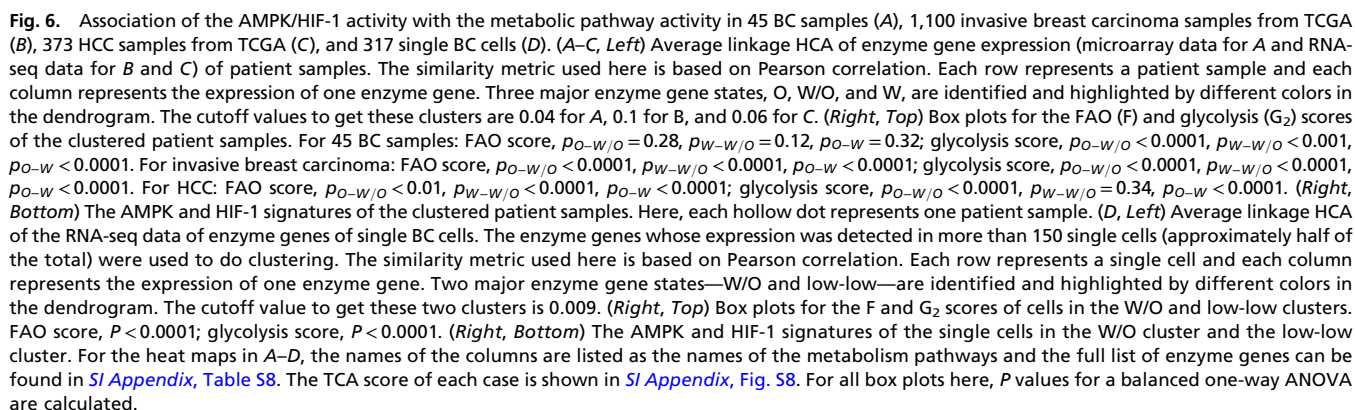 Fig. 6. Association of the AMPK/HIF-1 activity with the metabolic pathway activity in 45 BC samples (A), 1,100 invasive breast carcinoma samples from TCGA
(B), 373 HCC samples from TCGA (C), and 317 single BC cells (D). (A–C, Left) Average linkage HCA of enzyme gene expression (microarray data for A and RNA-
seq data for B and C) of patient samples. The similarity metric used here is based on Pearson correlation. Each row represents a patient sample and each
column represents the expression of one enzyme gene. Three major enzyme gene states, O, W/O, and W, are identified and highlighted by different colors in
the dendrogram. The cutoff values to get these clusters are 0.04 for A, 0.1 for B, and 0.06 for C. (Right, Top) Box plots for the FAO (F) and glycolysis (G₂) scores
of the clustered patient samples. For 45 BC samples: FAO score, pO–W/O = 0.28, pW–W/O = 0.12, pO–W = 0.32; glycolysis score, pO–W/O < 0.0001, pW–W/O < 0.001,
pO–W < 0.0001. For invasive breast carcinoma: FAO score, pO–W/O < 0.0001, pW–W/O < 0.0001, pO–W < 0.0001; glycolysis score, pO–W/O < 0.0001, pW–W/O < 0.0001,
pO–W < 0.0001. For HCC: FAO score, pO–W/O < 0.01, pW–W/O < 0.0001, pO–W < 0.0001; glycolysis score, pO–W/O < 0.0001, pW–W/O = 0.34, pO–W < 0.0001. (Right,
Bottom) The AMPK and HIF-1 signatures of the clustered patient samples. Here, each hollow dot represents one patient sample. (D, Left) Average linkage HCA
of the RNA-seq data of enzyme genes of single BC cells. The enzyme genes whose expression was detected in more than 150 single cells (approximately half of
the total) were used to do clustering. The similarity metric used here is based on Pearson correlation. Each row represents a single cell and each column
represents the expression of one enzyme gene. Two major enzyme gene states—W/O and low-low—are identified and highlighted by different colors in
the dendrogram. The cutoff value to get these two clusters is 0.009. (Right, Top) Box plots for the F and G₂ scores of cells in the W/O and low-low clusters.
FAO score, P < 0.0001; glycolysis score, P < 0.0001. (Right, Bottom) The AMPK and HIF-1 signatures of the single cells in the W/O cluster and the low-low
cluster. For the heat maps in A–D, the names of the columns are listed as the names of the metabolism pathways and the full list of enzyme genes can be
found in SI Appendix, Table S8. The TCA score of each case is shown in SI Appendix, Fig. S8. For all box plots here, P values for a balanced one-way ANOVA
are calculated.